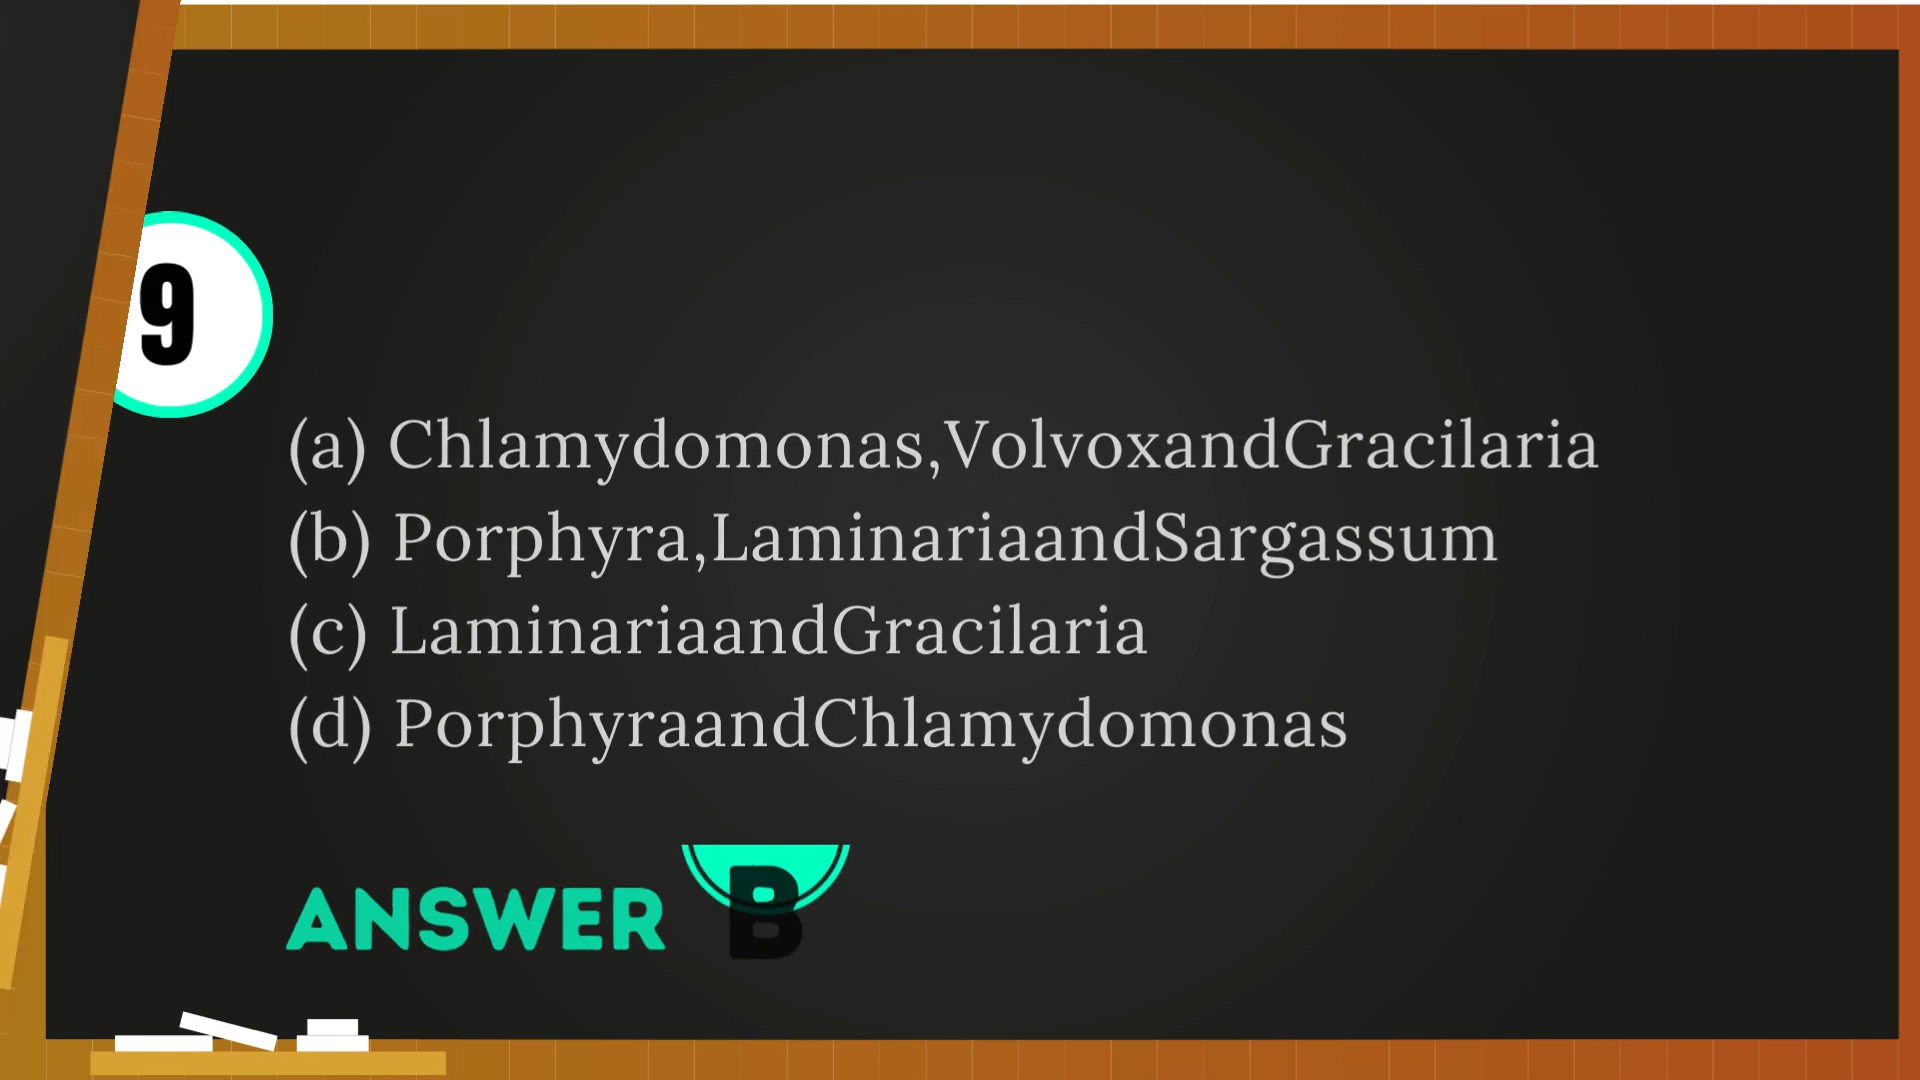 9
(a) Chlamydomonas,VolvoxandGracilaria
(b) Porphyra,LaminariaandSargassum
(c) LaminariaandGracilaria
(d) PorphyraandChlamydomonas
ANSWER B